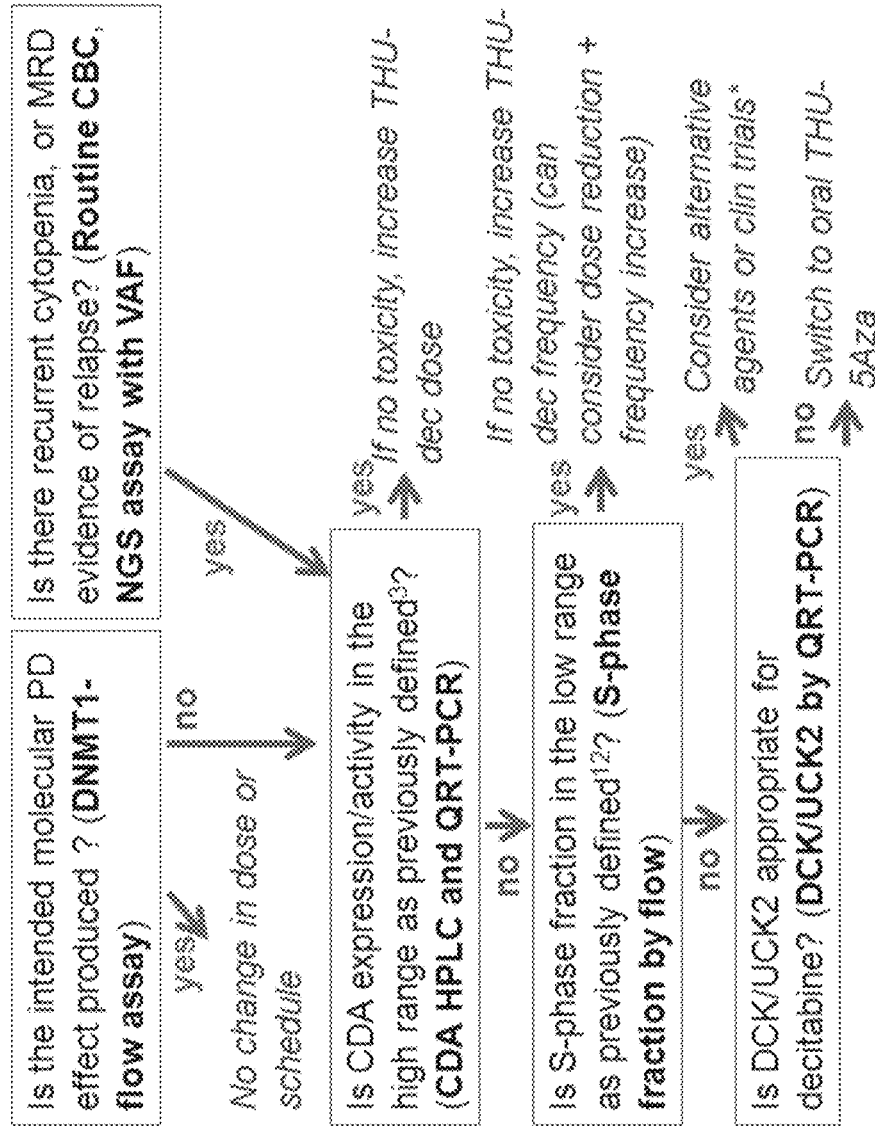 Is the intended molecular PD
effect produced ? (DNMT1-
flow assay)
Is there recurrent cytopenia, or MRD
evidence of relapse? (Routine CBC,
NGS assay with VAF)
yes
no
yes
No change in dose or
schedule
Is CDA expression/activity in the
high range as previously defined³?
(CDA HPLC and QRT-PCR)
yes
If no toxicity, increase THU-
dec dose
no
Is S-phase fraction in the low range
as previously defined¹²? (S-phase
fraction by flow)
yes
If no toxicity, increase THU-
dec frequency (can
consider dose reduction +
frequency increase)
no
Is DCK/UCK2 appropriate for
decitabine? (DCK/UCK2 by QRT-PCR)
yes Consider alternative
agents or clin trials*
no Switch to oral THU-
5Aza